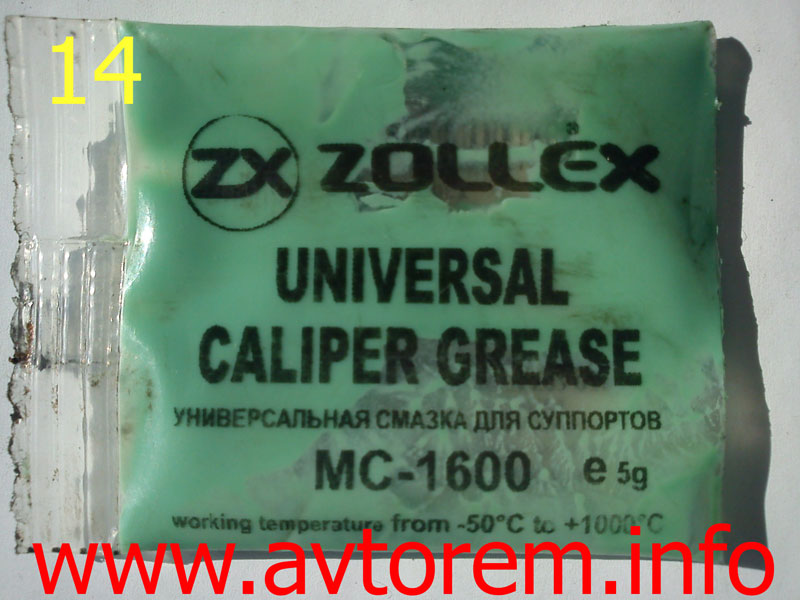 14
ZX ZOLLEX®
UNIVERSAL
CALIPER GREASE
УНИВЕРСАЛЬНАЯ СМАЗКА ДЛЯ СУППОРТОВ
MC-1600 e 5g
working temperature from -50°C to +1000°C
www.avtorem.info